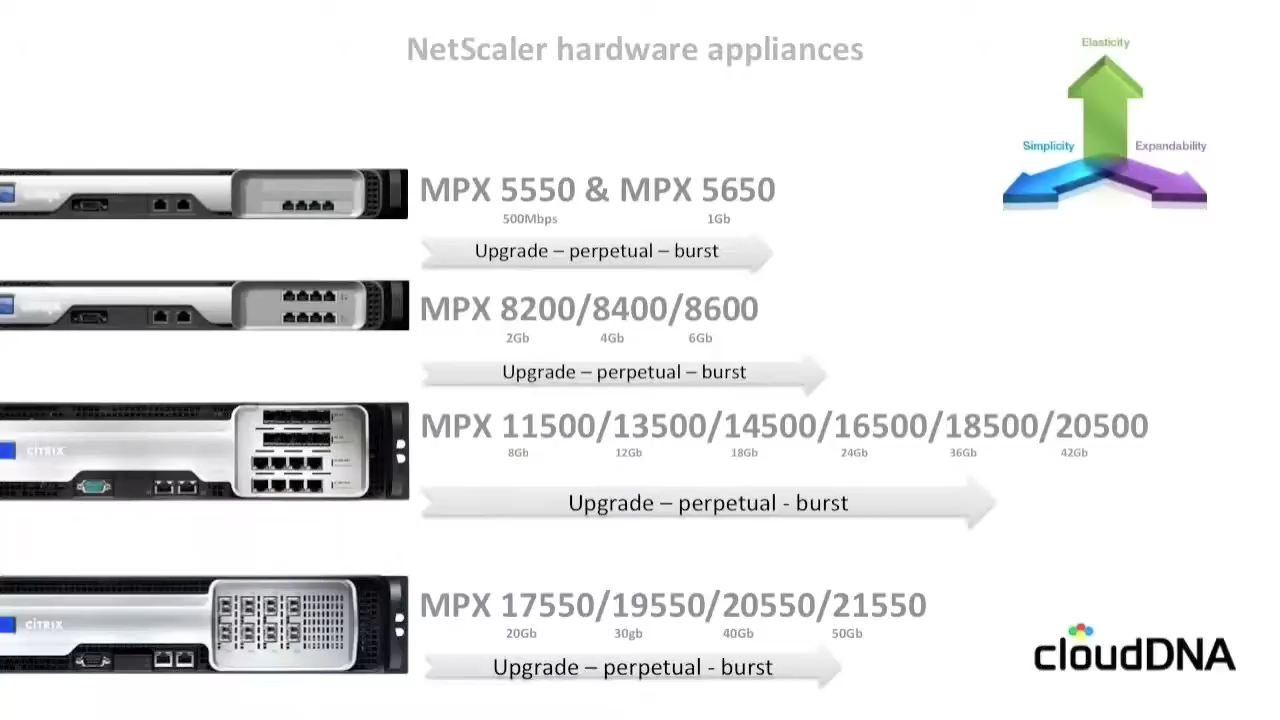 NetScaler hardware appliances
Elasticity
Simplicity
Expandability
MPX 5550 & MPX 5650
500Mbps 1Gb
Upgrade – perpetual – burst
MPX 8200/8400/8600
2Gb 4Gb 6Gb
Upgrade – perpetual – burst
CITRIX
MPX 11500/13500/14500/16500/18500/20500
8Gb 12Gb 18Gb 24Gb 36Gb 42Gb
Upgrade – perpetual - burst
CITRIX
MPX 17550/19550/20550/21550
20Gb 30gb 40Gb 50Gb
Upgrade – perpetual - burst
cloudDNA